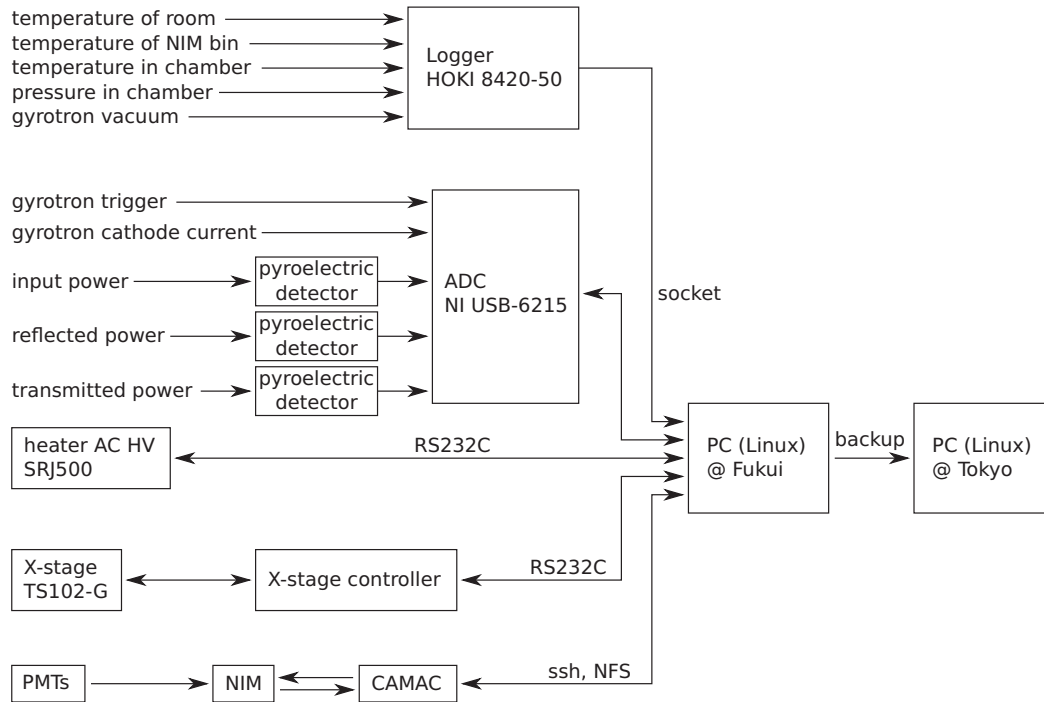 temperature of room
temperature of NIM bin
temperature in chamber
pressure in chamber
gyrotron vacuum
Logger
HOKI 8420-50
gyrotron trigger
gyrotron cathode current
input power
pyroelectric
detector
reflected power
pyroelectric
detector
transmitted power
pyroelectric
detector
ADC
NI USB-6215
socket
heater AC HV
SRJ500
RS232C
PC (Linux)
@ Fukui
backup
PC (Linux)
@ Tokyo
X-stage
TS102-G
X-stage controller
RS232C
PMTs
NIM
CAMAC
ssh, NFS